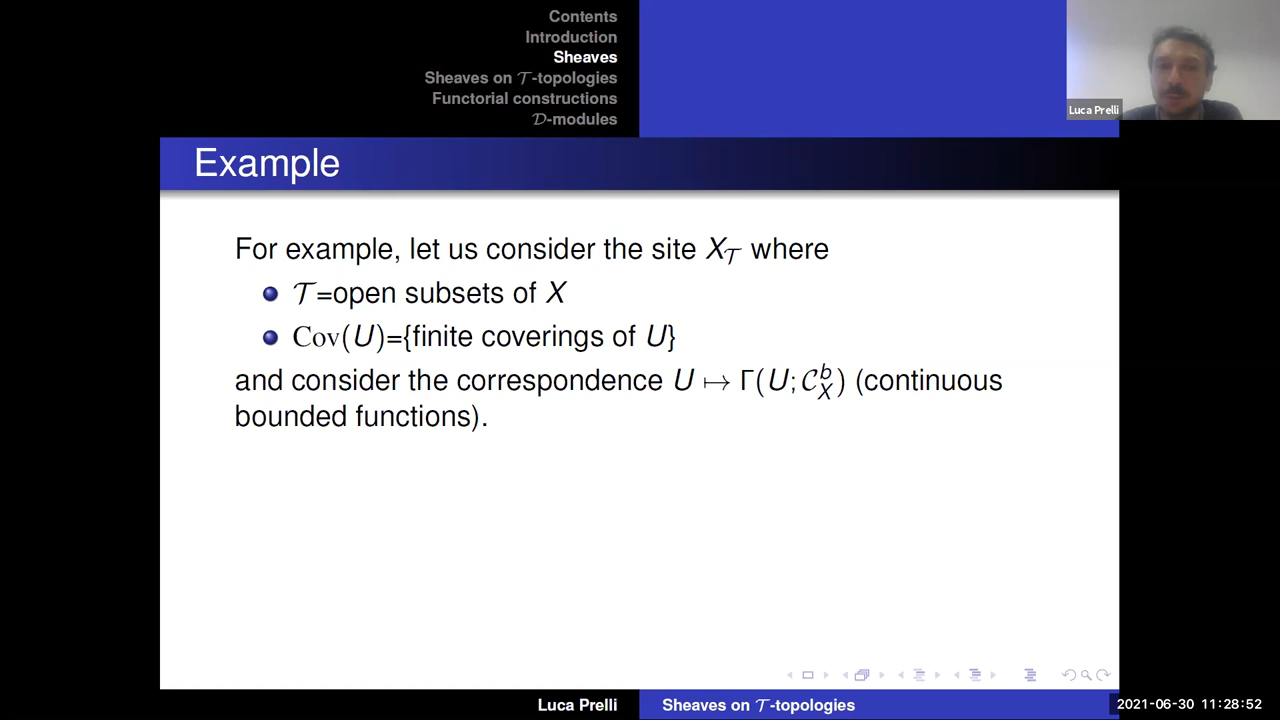 Contents
Introduction
Sheaves
Sheaves on 𝒯-topologies
Functorial constructions
𝒟-modules
Luca Prelli
Example
For example, let us consider the site X_𝒯 where
𝒯=open subsets of X
Cov(U)={finite coverings of U}
and consider the correspondence U ↦ Γ(U; 𝒞^b_X) (continuous
bounded functions).
Luca Prelli
Sheaves on 𝒯-topologies
2021-06-30 11:28:52